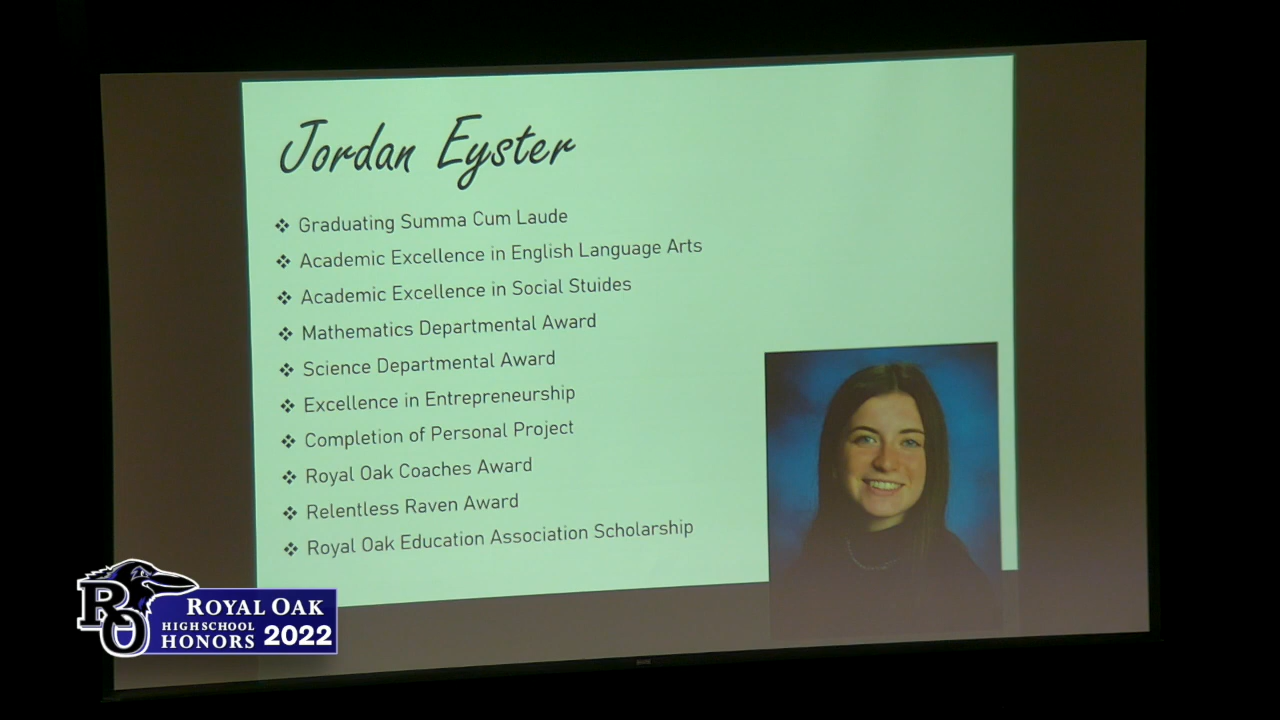 Jordan Eyster
❖ Graduating Summa Cum Laude
❖ Academic Excellence in English Language Arts
❖ Academic Excellence in Social Stuides
❖ Mathematics Departmental Award
❖ Science Departmental Award
❖ Excellence in Entrepreneurship
❖ Completion of Personal Project
❖ Royal Oak Coaches Award
❖ Relentless Raven Award
❖ Royal Oak Education Association Scholarship
RO
ROYAL OAK
HIGH SCHOOL
HONORS 2022